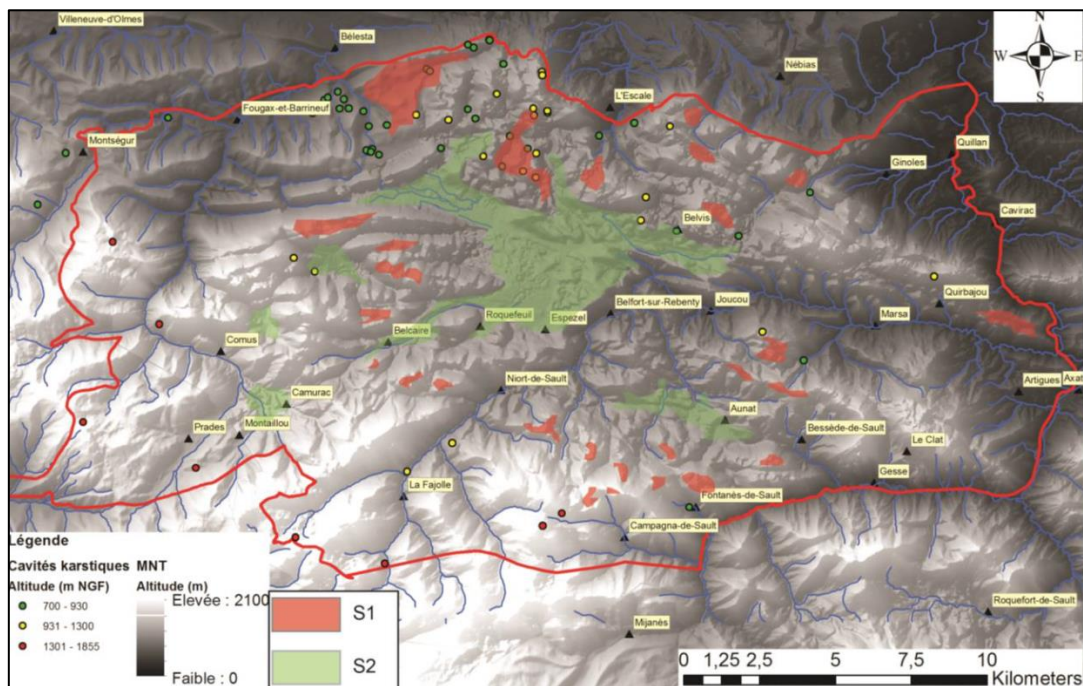 Villeneuve-d'Olmes
Bélesta
N
W E
S
Nébias
L'Escale
Fougax-et-Barrineuf
Montségur
Quillan
Ginoles
Cavirac
Belvis
Quirbajou
Belfort-sur-Rebenty
Joucou
Marsa
Roquefeuil
Espezel
Belcaire
Comus
Niort-de-Sault
Artigues
Axat
Camurac
Aunat
Prades
Montaillou
Bessède-de-Sault
Le Clat
La Fajolle
Gesse
Fontanès-de-Sault
Campagna-de-Sault
Roquefort-de-Sault
Mijanès
Légende
Cavités karstiques MNT
Altitude (m NGF) Altitude (m)
Elevée : 2100
700 - 930
931 - 1300
1301 - 1855
Faible : 0
S1
S2
0 1,25 2,5 5 7,5 10
Kilometers